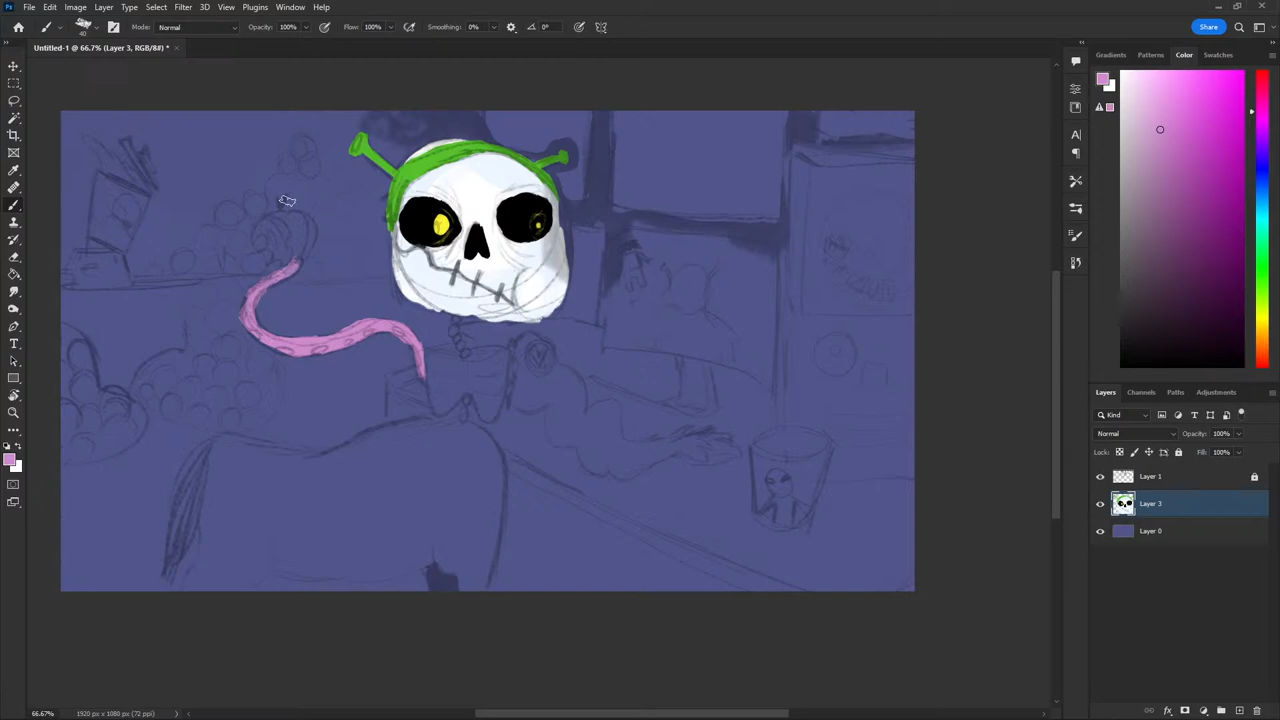 File Edit Image Layer Type Select Filter 3D View Plugins Window Help
40 Mode: Normal Opacity: 100% Flow: 100% Smoothing: 0% 0° Share
Untitled-1 @ 66.7% (Layer 3, RGB/8#) *
Gradients Patterns Color Swatches
Layers Channels Paths Adjustments
Kind
Normal Opacity: 100%
Lock: Fill: 100%
Layer 1
Layer 3
Layer 0
66.67% 1920 px x 1080 px (72 ppi)